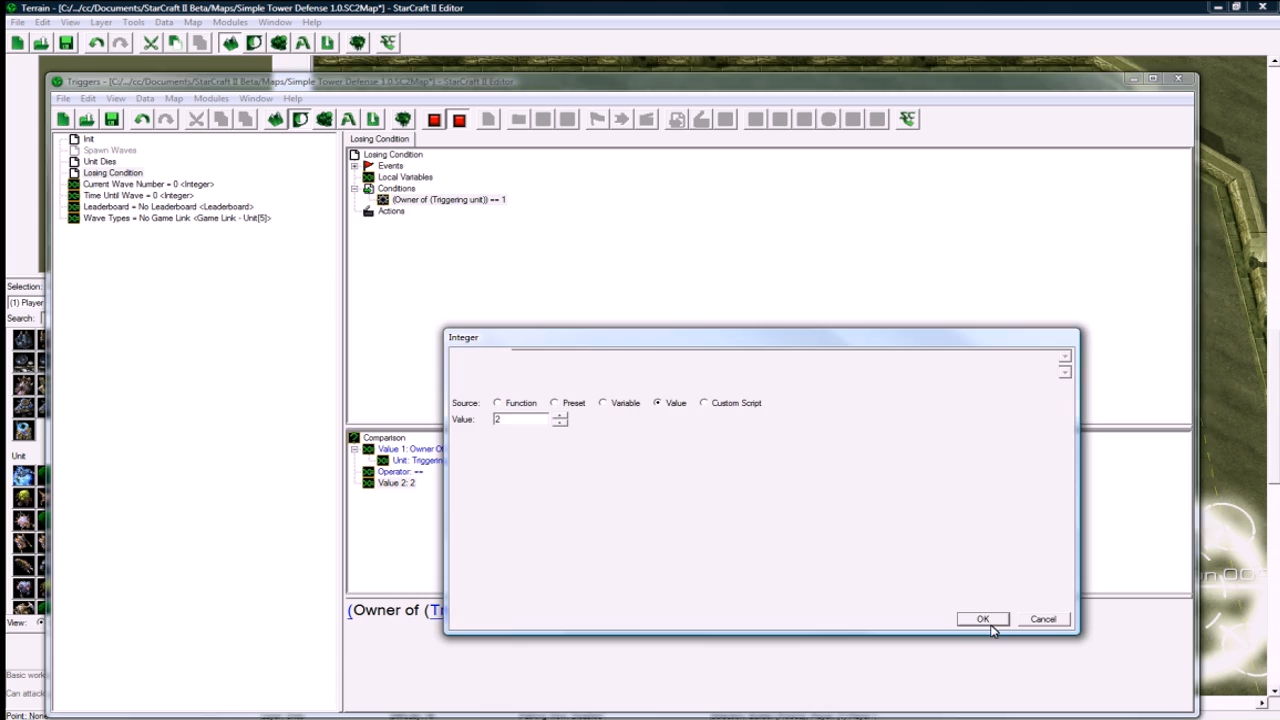 Terrain - [C:/.../cc/Documents/StarCraft II Beta/Maps/Simple Tower Defense 1.0.SC2Map*] - StarCraft II Editor
File Edit View Layer Tools Data Map Modules Window Help
Triggers - [C:/.../cc/Documents/StarCraft II Beta/Maps/Simple Tower Defense 1.0.SC2Map*] - StarCraft II Editor
File Edit View Data Map Modules Window Help
Init
Spawn Waves
Unit Dies
Losing Condition
Current Wave Number = 0 <Integer>
Time Until Wave = 0 <Integer>
Leaderboard = No Leaderboard <Leaderboard>
Wave Types = No Game Link <Game Link - Unit[5]>
Losing Condition
Losing Condition
Events
Local Variables
Conditions
(Owner of (Triggering unit)) == 1
Actions
Selection:
(1) Player
Search:
Unit
View:
Basic work
Can attack
Point: None
Integer
Source: Function Preset Variable Value Custom Script
Value: 2
Comparison
Value 1: Owner Of
Unit: Triggerin
Operator: ==
Value 2: 2
(Owner of (Tr
OK Cancel